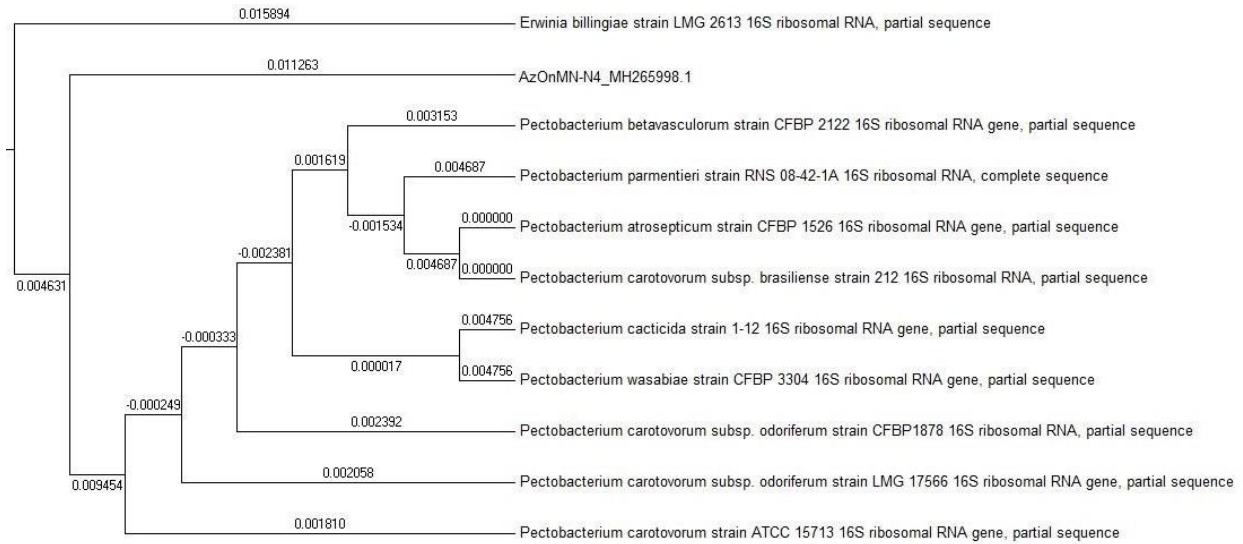 0.015894
Erwinia billingiae strain LMG 2613 16S ribosomal RNA, partial sequence
0.011263
AzOnMN-N4_MH265998.1
0.003153
Pectobacterium betavasculorum strain CFBP 2122 16S ribosomal RNA gene, partial sequence
0.001619
0.004687
Pectobacterium parmentieri strain RNS 08-42-1A 16S ribosomal RNA, complete sequence
-0.001534
0.000000
Pectobacterium atrosepticum strain CFBP 1526 16S ribosomal RNA gene, partial sequence
-0.002381
0.004687
0.000000
Pectobacterium carotovorum subsp. brasiliense strain 212 16S ribosomal RNA, partial sequence
0.004631
0.004756
Pectobacterium cacticida strain 1-12 16S ribosomal RNA gene, partial sequence
-0.000333
0.000017
0.004756
Pectobacterium wasabiae strain CFBP 3304 16S ribosomal RNA gene, partial sequence
-0.000249
0.002392
Pectobacterium carotovorum subsp. odoriferum strain CFBP1878 16S ribosomal RNA, partial sequence
0.009454
0.002058
Pectobacterium carotovorum subsp. odoriferum strain LMG 17566 16S ribosomal RNA gene, partial sequence
0.001810
Pectobacterium carotovorum strain ATCC 15713 16S ribosomal RNA gene, partial sequence